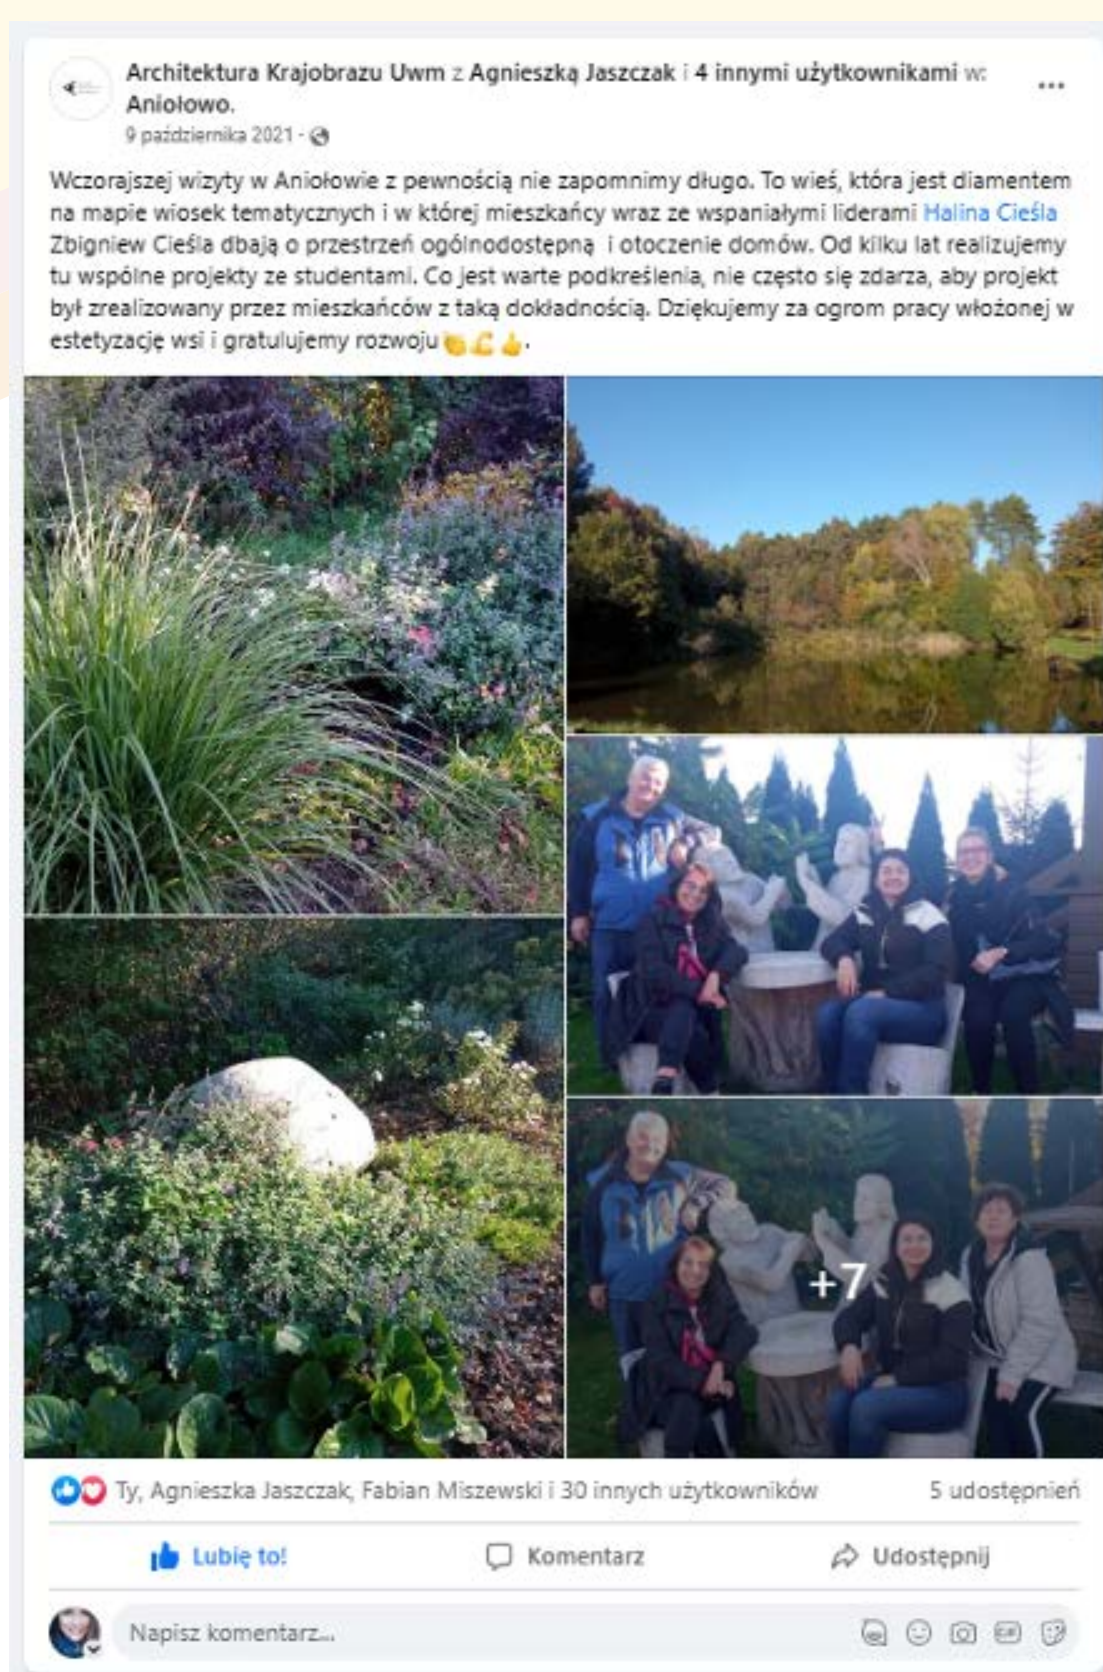 Architektura Krajobrazu Uwm z Agnieszką Jaszczak i 4 innymi użytkownikami w:
Aniołowo.
9 października 2021 ·
Wczorajszej wizyty w Aniołowie z pewnością nie zapomnimy długo. To wieś, która jest diamentem
na mapie wiosek tematycznych i w której mieszkańcy wraz ze wspaniałymi liderami Halina Cieśla
Zbigniew Cieśla dbają o przestrzeń ogólnodostępną i otoczenie domów. Od kilku lat realizujemy
tu wspólne projekty ze studentami. Co jest warte podkreślenia, nie często się zdarza, aby projekt
był zrealizowany przez mieszkańców z taką dokładnością. Dziękujemy za ogrom pracy włożonej w
estetyzację wsi i gratulujemy rozwoju👏💪👍.
+7
Ty, Agnieszka Jaszczak, Fabian Miszewski i 30 innych użytkowników 5 udostępnień
Lubię to! Komentarz Udostępnij
Napisz komentarz... GIF